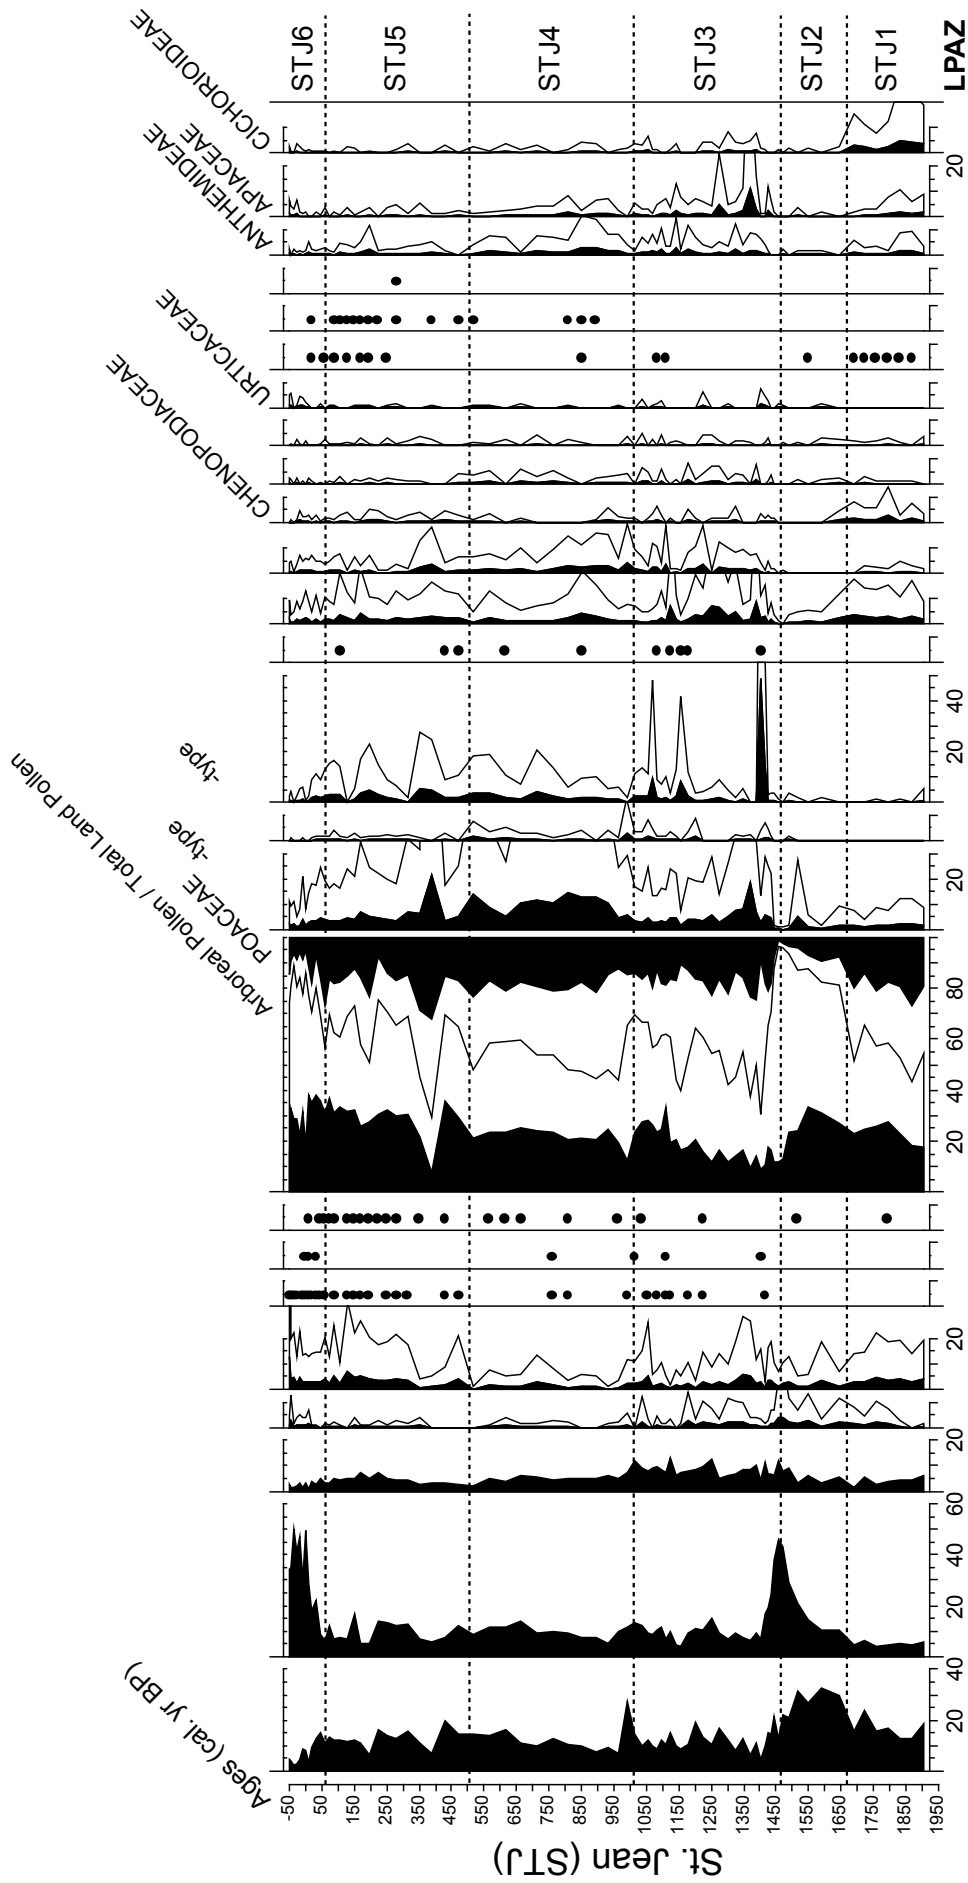 St. Jean (STJ)
Ages (cal. yr BP)
Arboreal Pollen / Total Land Pollen
POACEAE
-type
-type
CHENOPODIACEAE
URTICACEAE
ANTHEMIDEAE
APIACEAE
CICHORIOIDEAE
STJ6
STJ5
STJ4
STJ3
STJ2
STJ1
LPAZ
-50
50
150
250
350
450
550
650
750
850
950
1050
1150
1250
1350
1450
1550
1650
1750
1850
1950
20
40
20
40
60
20
20
20
40
60
80
20
20
40
20